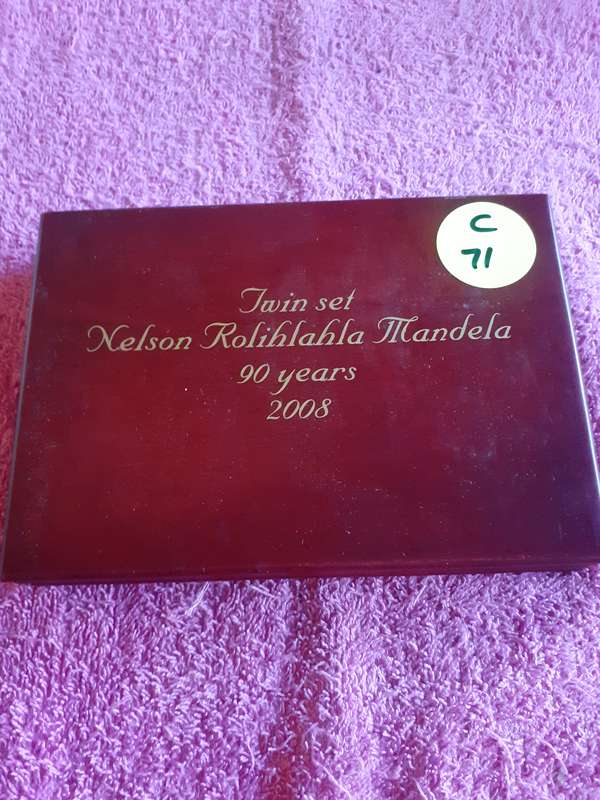 C
71
Twin set
Nelson Rolihlahla Mandela
90 years
2008